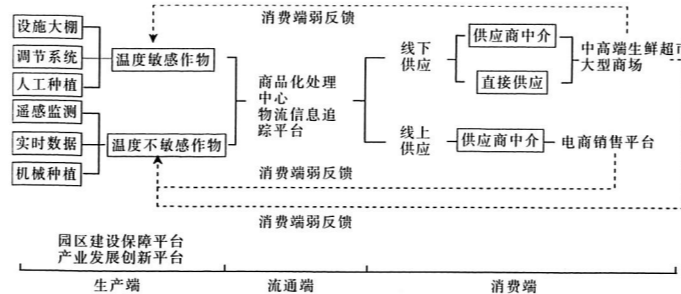 消费端弱反馈
设施大棚
调节系统
人工种植
遥感监测
实时数据
机械种植
温度敏感作物
温度不敏感作物
商品化处理
中心
物流信息追
踪平台
线下
供应
供应商中介
直接供应
中高端生鲜超市
大型商场
线上
供应
供应商中介
电商销售平台
消费端弱反馈
消费端弱反馈
园区建设保障平台
产业发展创新平台
生产端
流通端
消费端